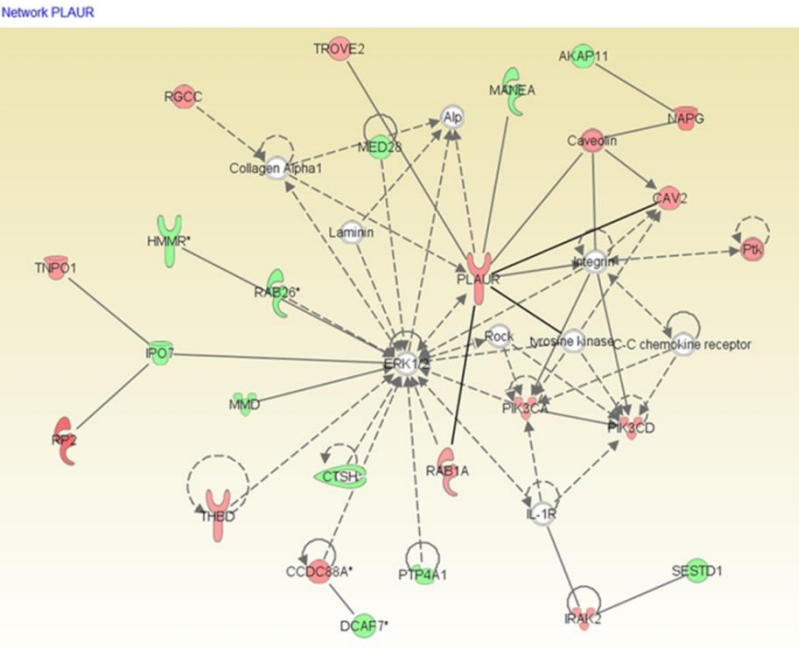 Network PLAUR
TROVE2
AKAP11
MANEA
RGCC
NAPG
Alp
Caveolin
MED28
Collagen Alpha1
CAV2
Laminin
HMMR*
Ptk
Integrin
TNPO1
PLAUR
RAB26*
Rock
tyrosine kinase
C-C chemokine receptor
IPO7
ERK1/2
MMD
PIK3CA
PIK3CD
RP2
RAB1A
CTSH*
THBD
IL-1R
CCDC88A*
PTP4A1
SESTD1
IRAK2
DCAF7*